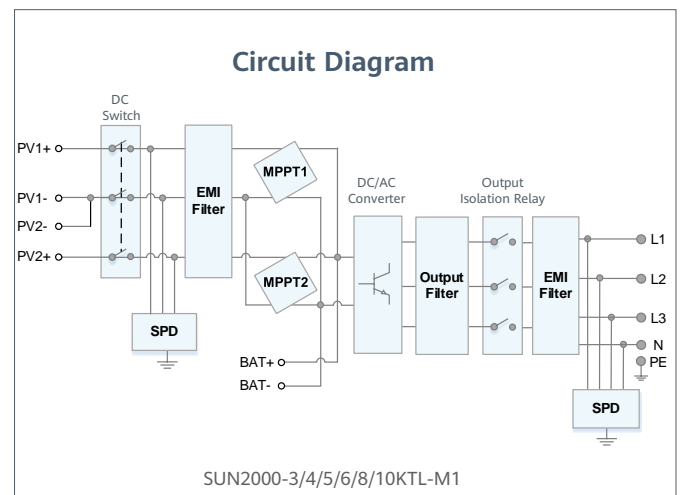 Circuit Diagram
DC
Switch
PV1+
PV1-
PV2-
PV2+
EMI
Filter
MPPT1
MPPT2
SPD
BAT+
BAT-
DC/AC
Converter
Output
Filter
Output
Isolation Relay
EMI
Filter
L1
L2
L3
N
PE
SPD
SUN2000-3/4/5/6/8/10KTL-M1